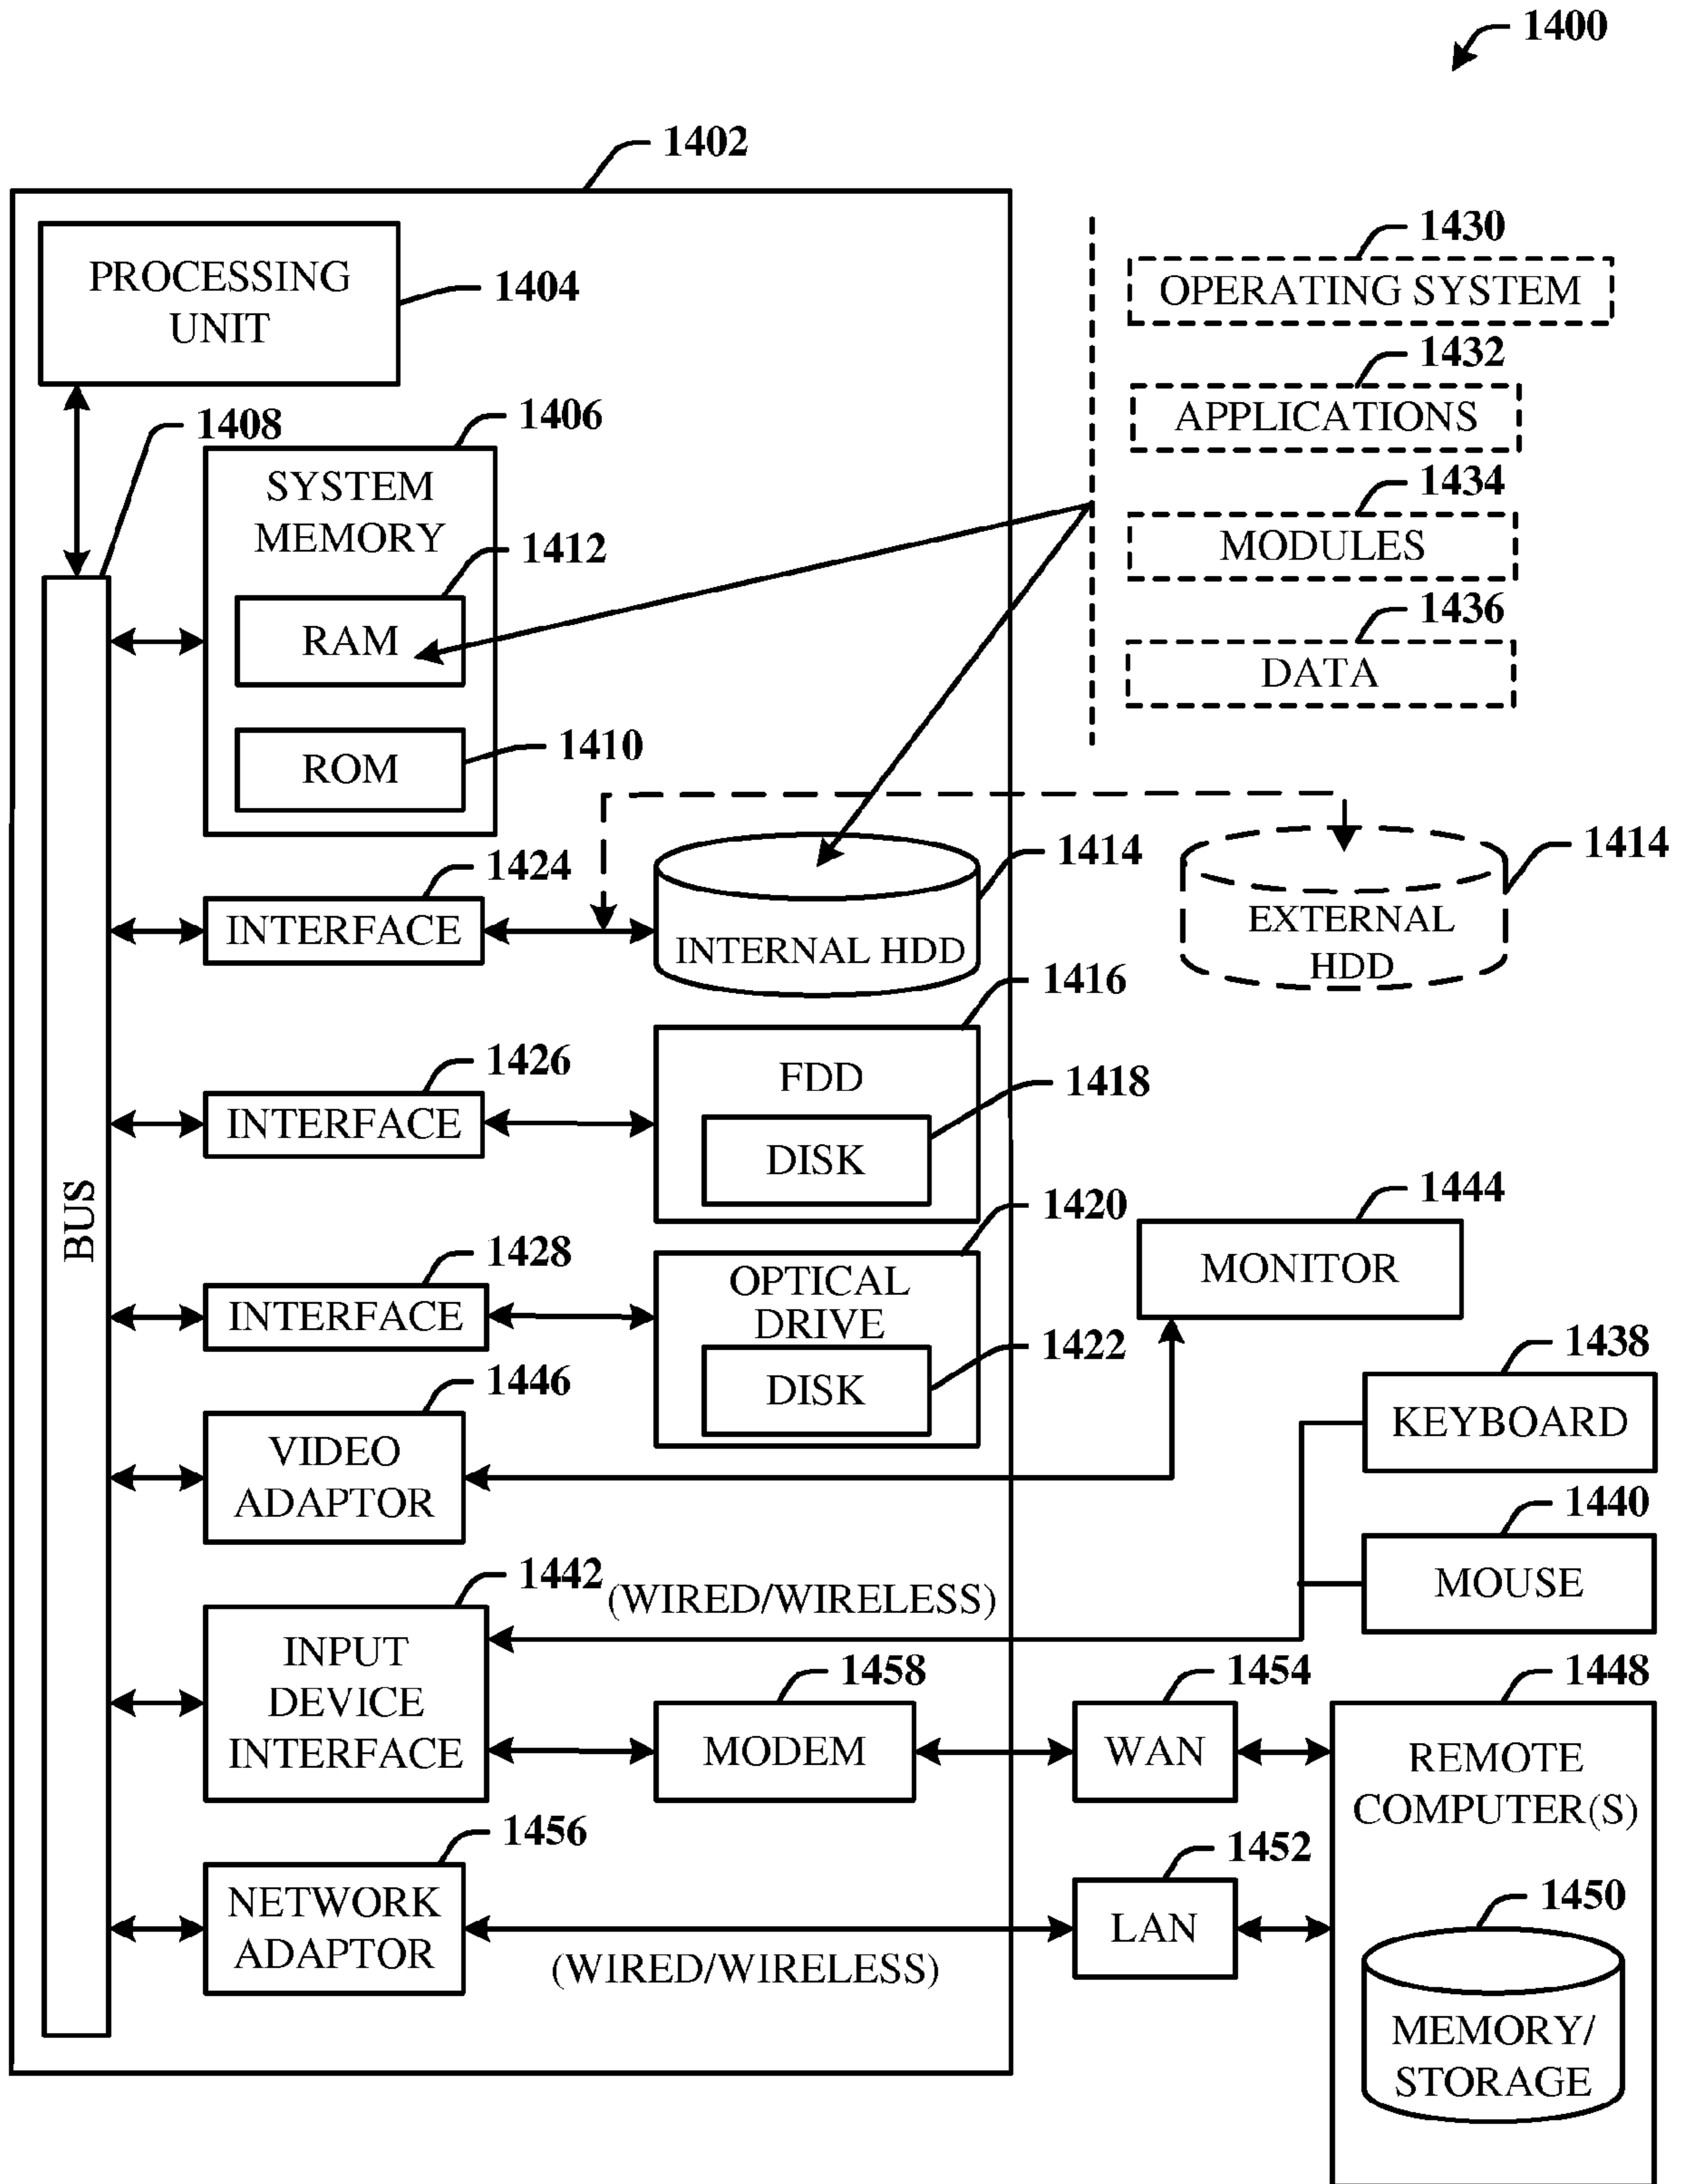 1400
1402
PROCESSING
UNIT
1404
1430
OPERATING SYSTEM
1432
APPLICATIONS
1434
MODULES
1436
DATA
1408
1406
SYSTEM
MEMORY
1412
RAM
1410
ROM
BUS
1424
INTERFACE
1414
INTERNAL HDD
1414
EXTERNAL
HDD
1426
INTERFACE
1416
FDD
1418
DISK
1428
INTERFACE
1420
OPTICAL
DRIVE
1422
DISK
1444
MONITOR
1446
VIDEO
ADAPTOR
1438
KEYBOARD
1440
MOUSE
1442
(WIRED/WIRELESS)
INPUT
DEVICE
INTERFACE
1458
MODEM
1454
WAN
1448
REMOTE
COMPUTER(S)
1456
NETWORK
ADAPTOR
(WIRED/WIRELESS)
1452
LAN
1450
MEMORY/
STORAGE